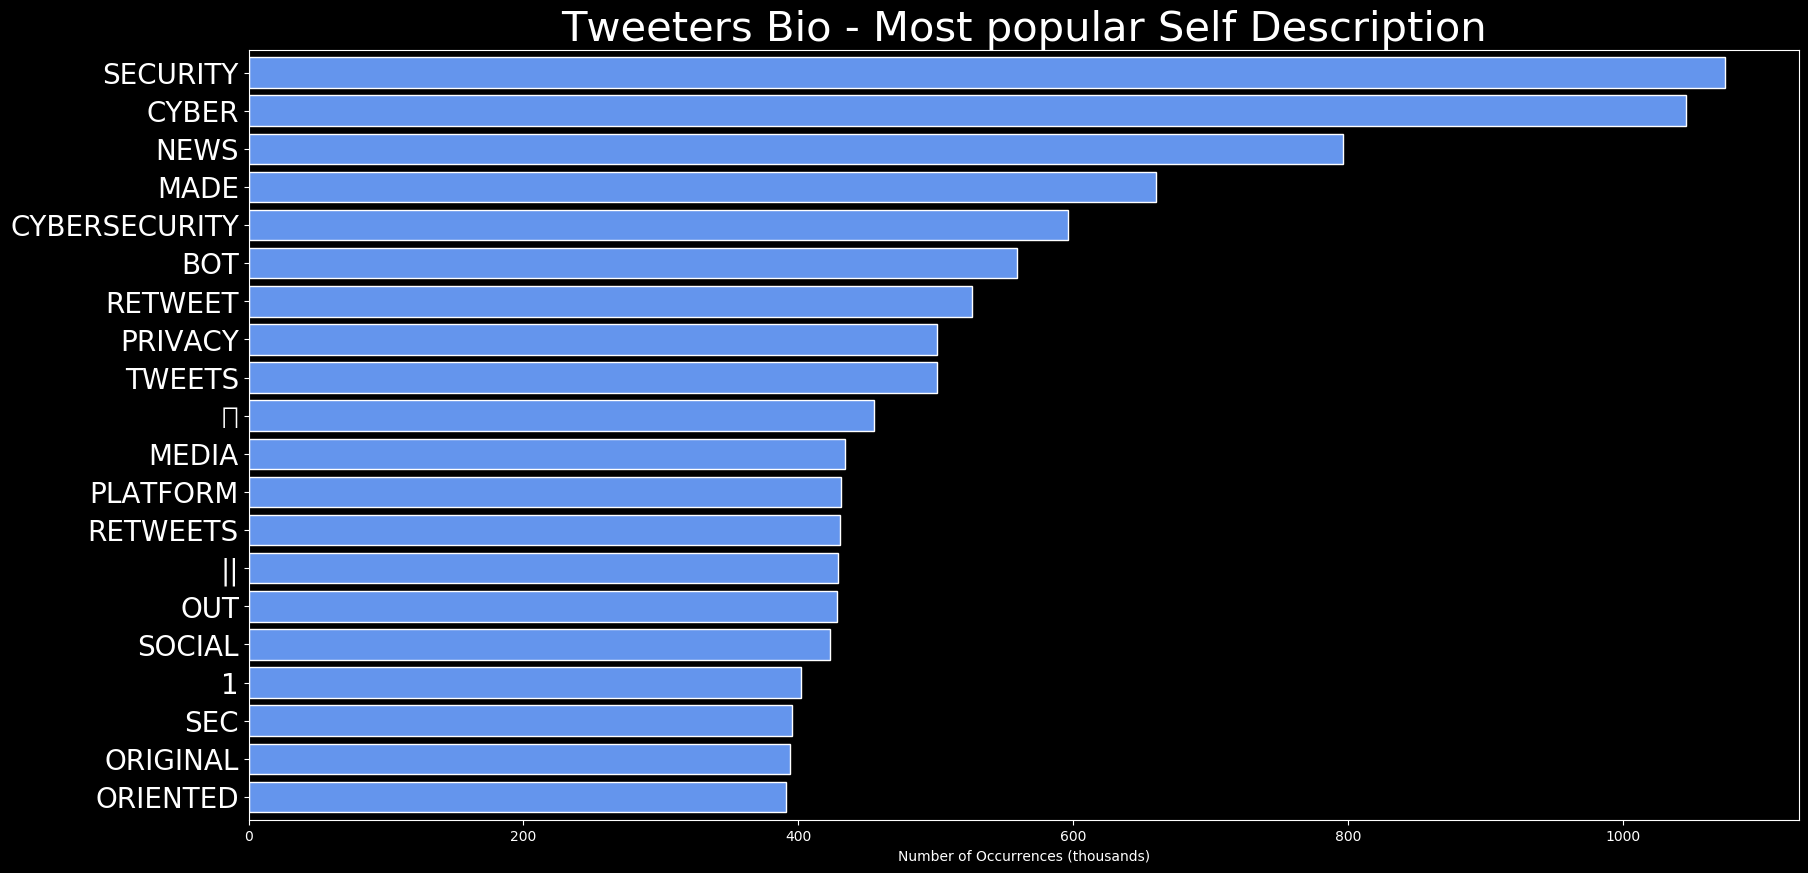 Tweeters Bio - Most popular Self Description
SECURITY
CYBER
NEWS
MADE
CYBERSECURITY
BOT
RETWEET
PRIVACY
TWEETS
MEDIA
PLATFORM
RETWEETS
||
OUT
SOCIAL
1
SEC
ORIGINAL
ORIENTED
0 200 400 600 800 1000
Number of Occurrences (thousands)